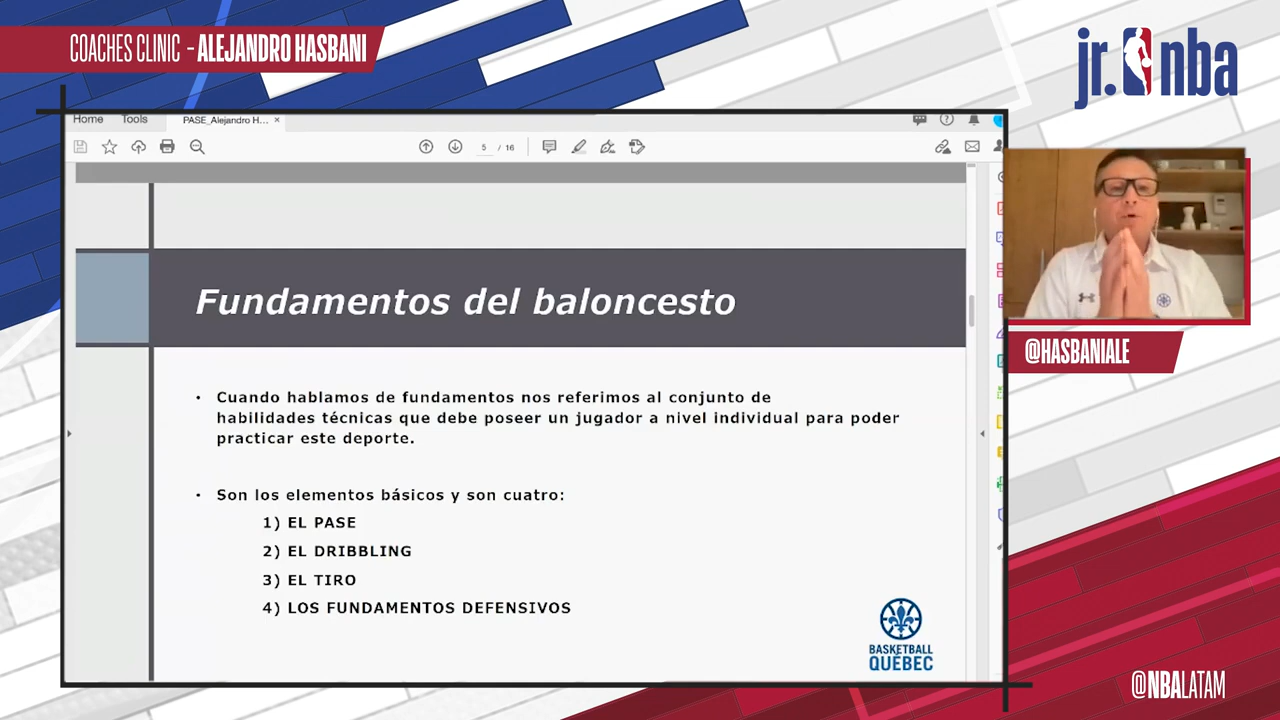 COACHES CLINIC - ALEJANDRO HASBANI
jr. nba
Home Tools PASE_Alejandro H... ×
5 / 16
Fundamentos del baloncesto
@HASBANIALE
• Cuando hablamos de fundamentos nos referimos al conjunto de
habilidades técnicas que debe poseer un jugador a nivel individual para poder
practicar este deporte.
• Son los elementos básicos y son cuatro:
1) EL PASE
2) EL DRIBBLING
3) EL TIRO
4) LOS FUNDAMENTOS DEFENSIVOS
BASKETBALL
QUÉBEC
@NBALATAM